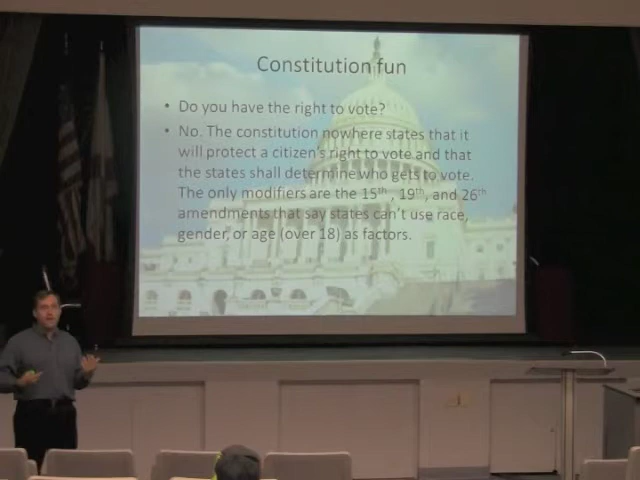 Constitution fun
• Do you have the right to vote?
• No. The constitution nowhere states that it
will protect a citizen's right to vote and that
the states shall determine who gets to vote.
The only modifiers are the 15th, 19th, and 26th
amendments that say states can't use race,
gender, or age (over 18) as factors.